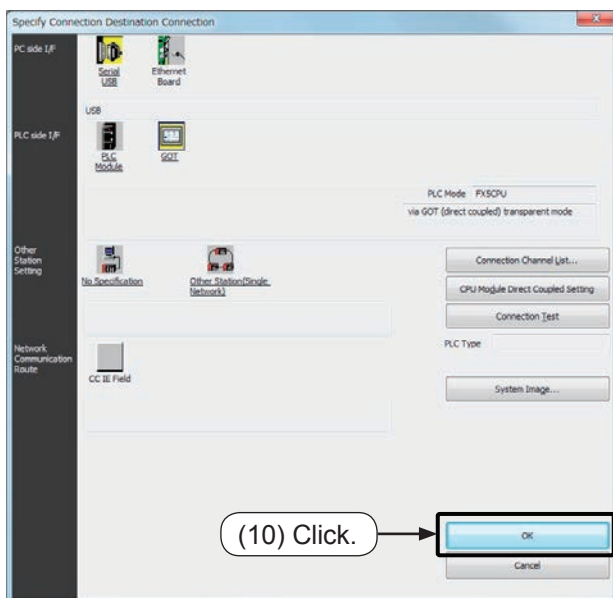 Specify Connection Destination Connection
PC side I/F
Serial
USB
Ethernet
Board
USB
PLC side I/F
PLC
Module
GOT
PLC Mode FX5CPU
via GOT (direct coupled) transparent mode
Other
Station
Setting
No Specification
Other Station(Single
Network)
Connection Channel List...
CPU Module Direct Coupled Setting
Connection Test
Network
Communication
Route
CC IE Field
PLC Type
System Image...
(10) Click.
OK
Cancel